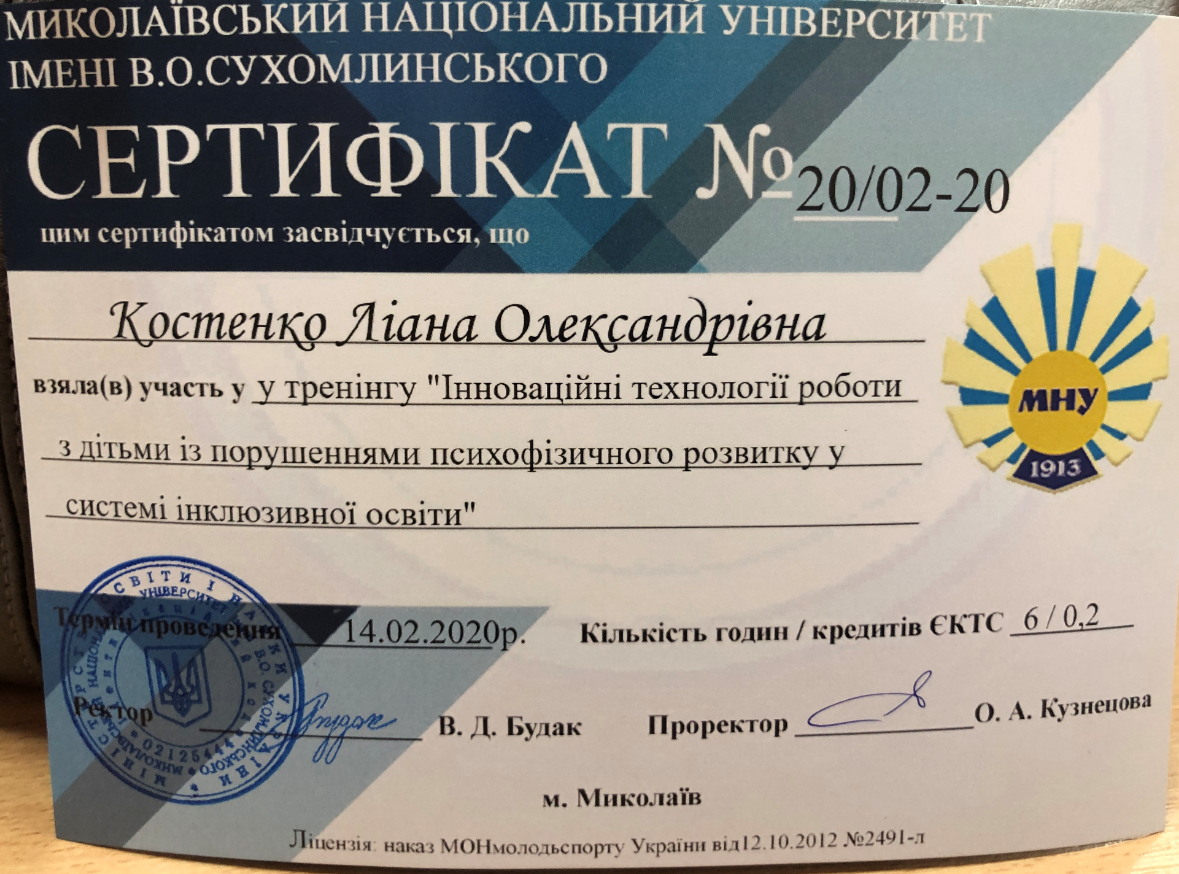 МИКОЛАЇВСЬКИЙ НАЦІОНАЛЬНИЙ УНІВЕРСИТЕТ
ІМЕНІ В.О.СУХОМЛИНСЬКОГО
СЕРТИФІКАТ №20/02-20
цим сертифікатом засвідчується, що
Костенко Ліана Олександрівна
взяла(в) участь у у тренінгу "Інноваційні технології роботи
з дітьми із порушеннями психофізичного розвитку у
системі інклюзивної освіти"
МНУ
1913
Термін проведення 14.02.2020р. Кількість годин / кредитів ЄКТС 6 / 0,2
Ректор В. Д. Будак Проректор О. А. Кузнецова
02125444
м. Миколаїв
Ліцензія: наказ МОНмолодьспорту України від12.10.2012 №2491-л